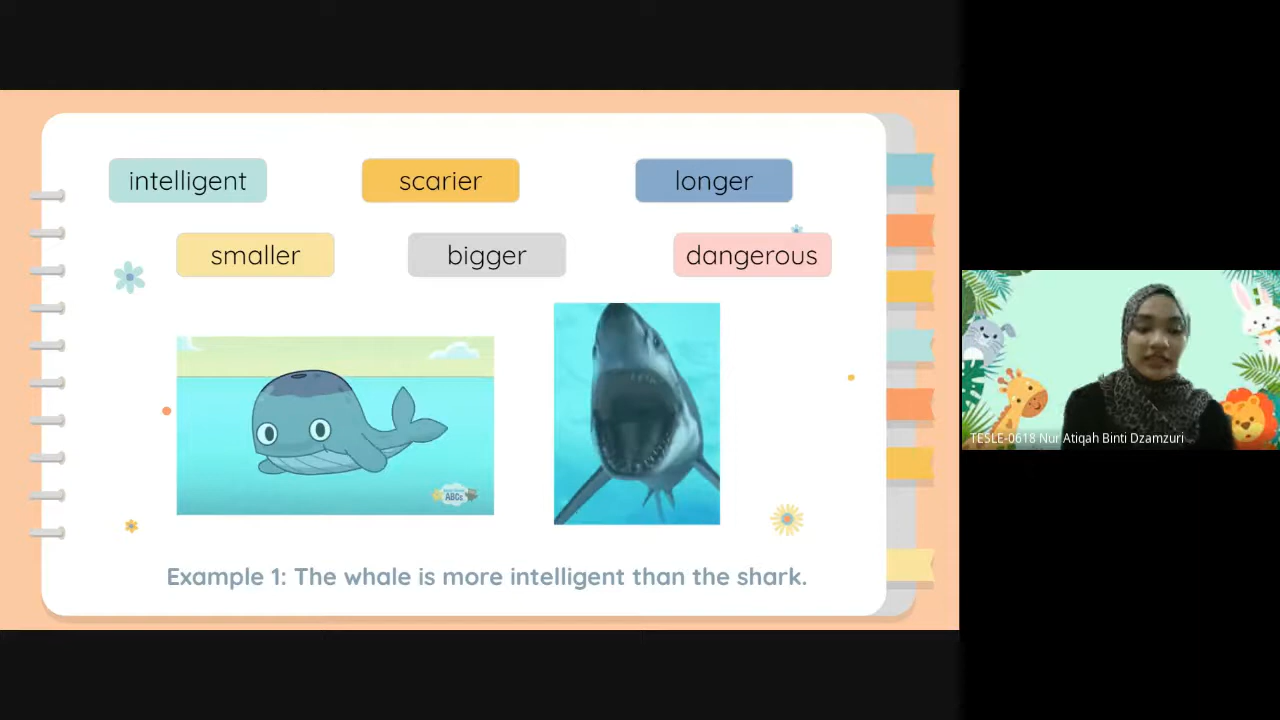 intelligent
scarier
longer
smaller
bigger
dangerous
ABCs
Example 1: The whale is more intelligent than the shark.
TESLE-0618 Nur Atiqah Binti Dzamzuri